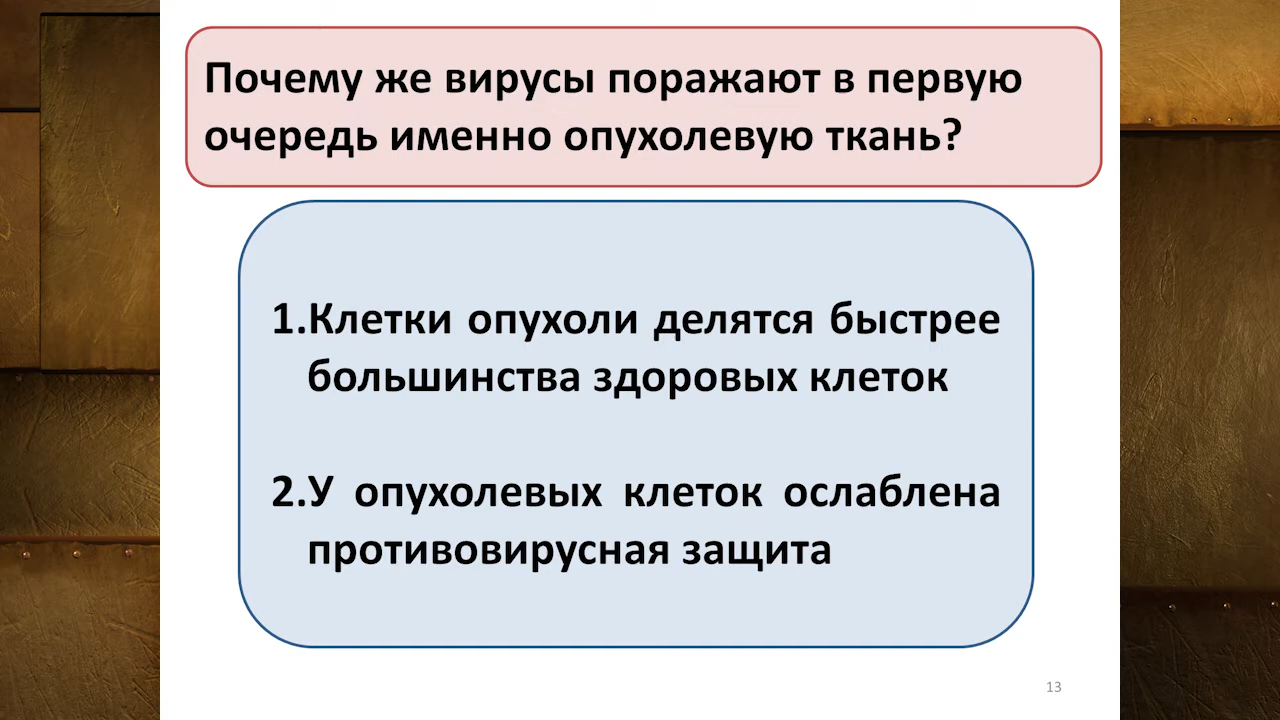 Почему же вирусы поражают в первую
очередь именно опухолевую ткань?
1.Клетки опухоли делятся быстрее
большинства здоровых клеток
2.У опухолевых клеток ослаблена
противовирусная защита
13